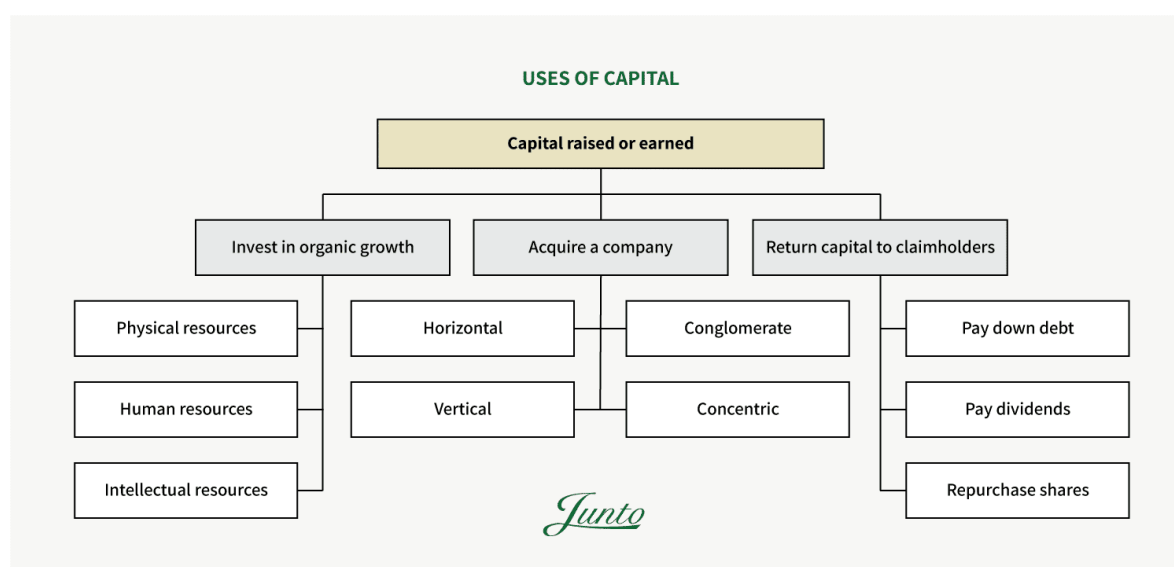 USES OF CAPITAL
Capital raised or earned
Invest in organic growth
Acquire a company
Return capital to claimholders
Physical resources
Horizontal
Conglomerate
Pay down debt
Human resources
Vertical
Concentric
Pay dividends
Intellectual resources
Repurchase shares
Junto